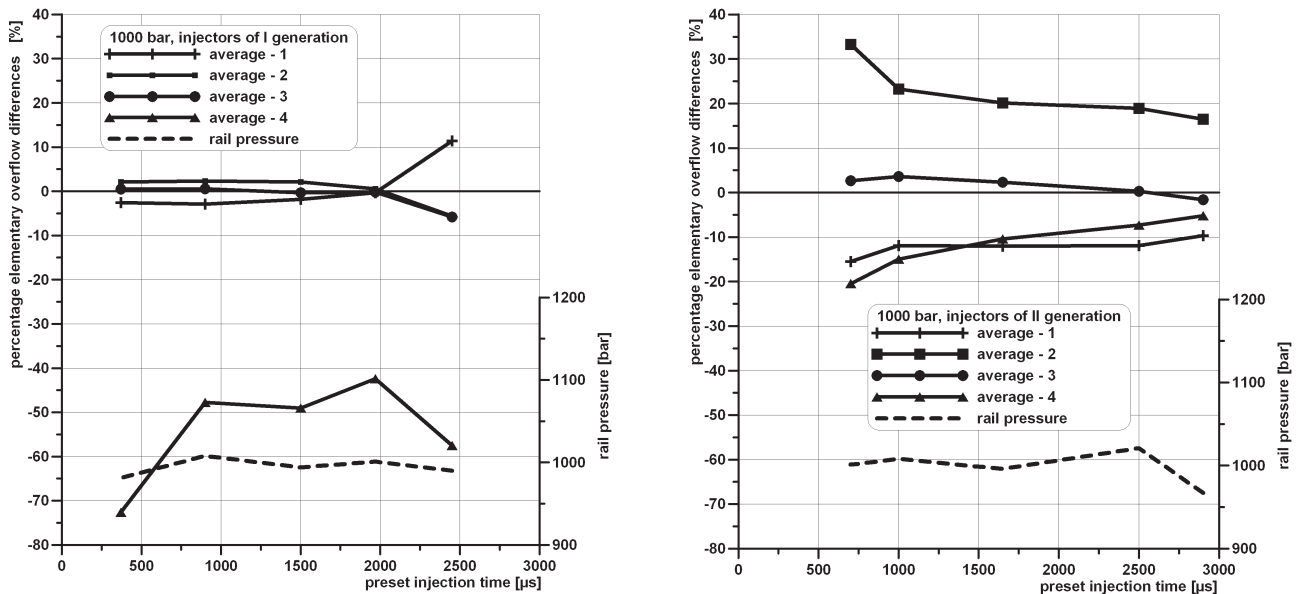 percentage elementary overflow differences [%]
40
30
20
10
0
-10
-20
-30
-40
-50
-60
-70
-80
1000 bar, injectors of I generation
average - 1
average - 2
average - 3
average - 4
rail pressure
1200
1100
1000
900
rail pressure [bar]
0 500 1000 1500 2000 2500 3000
preset injection time [µs]
percentage elementary overflow differences [%]
40
30
20
10
0
-10
-20
-30
-40
-50
-60
-70
-80
1000 bar, injectors of II generation
average - 1
average - 2
average - 3
average - 4
rail pressure
1200
1100
1000
900
rail pressure [bar]
0 500 1000 1500 2000 2500 3000
preset injection time [µs]